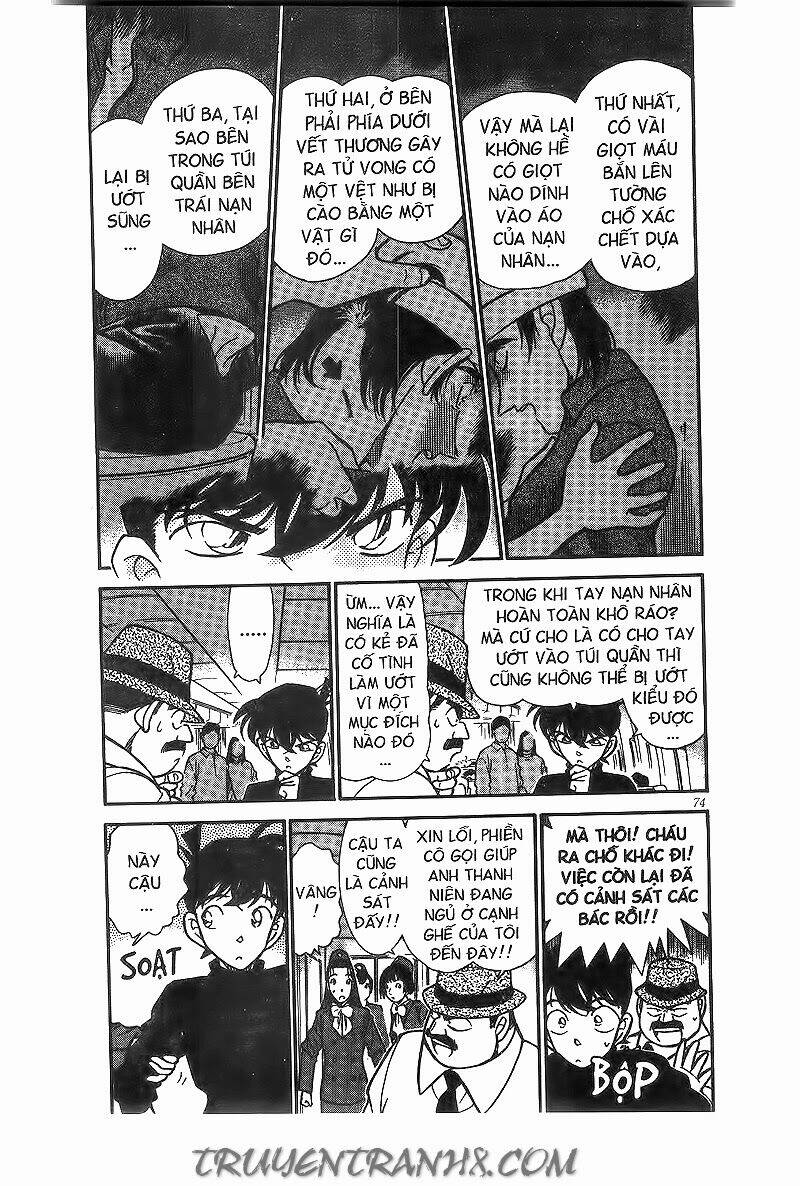 THỨ NHẤT,
CÓ VÀI
GIỌT MÁU
BẮN LÊN
TƯỜNG
CHỖ XÁC
CHẾT DỰA
VÀO,
VẬY MÀ LẠI
KHÔNG HỀ
CÓ GIỌT
NÀO DÍNH
VÀO ÁO
CỦA NẠN
NHÂN...
THỨ HAI, Ở BÊN
PHẢI PHÍA DƯỚI
VẾT THƯƠNG GÂY
RA TỬ VONG CÓ
MỘT VỆT NHƯ BỊ
CÀO BẰNG MỘT
VẬT GÌ
ĐÓ...
THỨ BA, TẠI
SAO BÊN
TRONG TÚI
QUẦN BÊN
TRÁI NẠN
NHÂN
LẠI BỊ
ƯỚT
SŨNG
...
TRONG KHI TAY NẠN NHÂN
HOÀN TOÀN KHÔ RÁO?
MÀ CỨ CHO LÀ CÓ CHO TAY
ƯỚT VÀO TÚI QUẦN THÌ
CŨNG KHÔNG THỂ BỊ ƯỚT
KIỂU ĐÓ
ĐƯỢC
...
ỪM... VẬY
NGHĨA LÀ
CÓ KẺ ĐÃ
CỐ TÌNH
LÀM ƯỚT
VÌ MỘT
MỤC ĐÍCH
NÀO ĐÓ
...
......
74
MÀ THÔI! CHÁU
RA CHỖ KHÁC ĐI!
VIỆC CÒN LẠI ĐÃ
CÓ CẢNH SÁT CÁC
BÁC RỒI!!
BỘP
XIN LỖI, PHIỀN
CÔ GỌI GIÚP
ANH THANH
NIÊN ĐANG
NGỦ Ở CẠNH
GHẾ CỦA TÔI
ĐẾN ĐÂY!!
CẬU TA
CŨNG
LÀ CẢNH
SÁT
ĐẤY!!
VÂNG
!
NÀY
CẬU
...
SOẠT
TRUYENTRANH8.COM